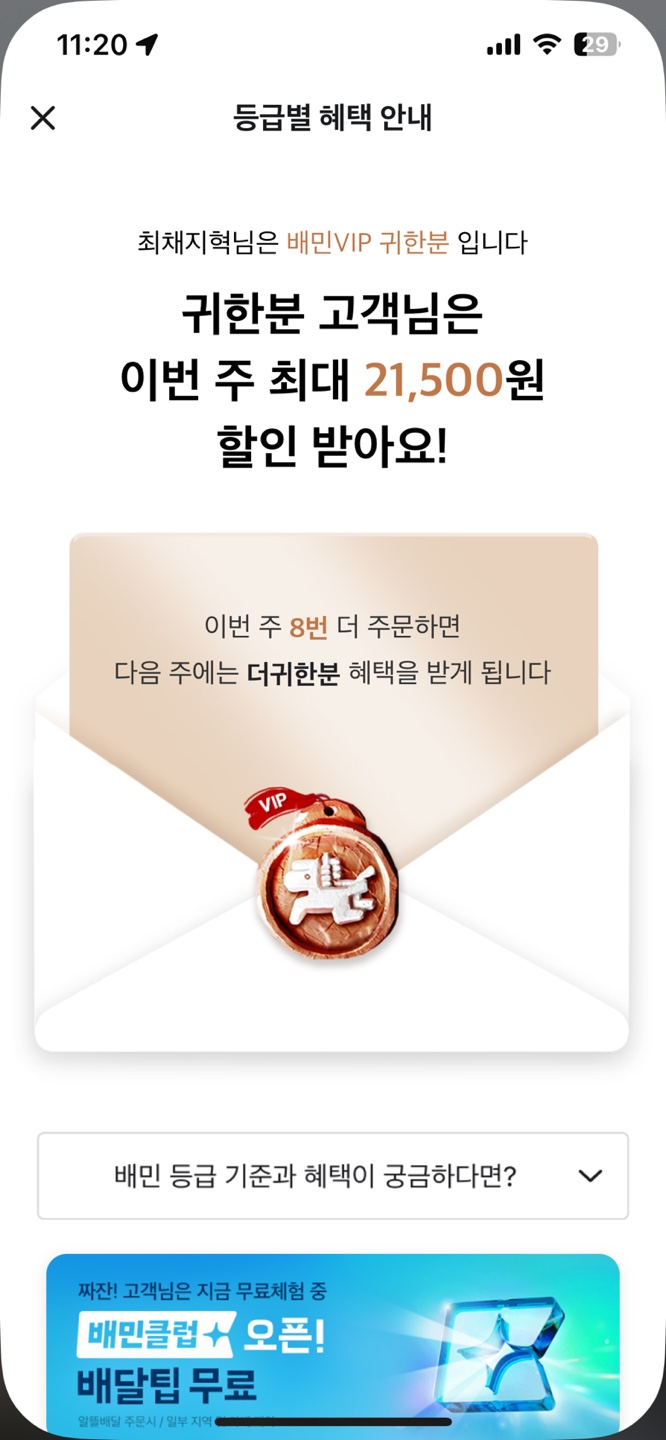 11:20
29
등급별 혜택 안내
최채지혁님은 배민VIP 귀한분 입니다
귀한분 고객님은
이번 주 최대 21,500원
할인 받아요!
이번 주 8번 더 주문하면
다음 주에는 더귀한분 혜택을 받게 됩니다
VIP
배민 등급 기준과 혜택이 궁금하다면?
짜잔! 고객님은 지금 무료체험 중
배민클럽 오픈!
배달팁 무료
알뜰배달 주문시 / 일부 지역